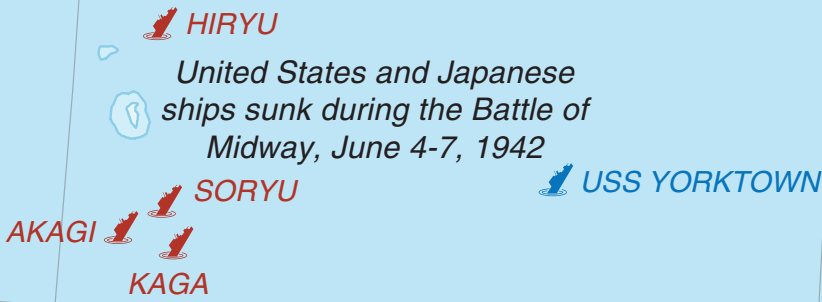 HIRYU
United States and Japanese
ships sunk during the Battle of
Midway, June 4-7, 1942
USS YORKTOWN
SORYU
AKAGI
KAGA